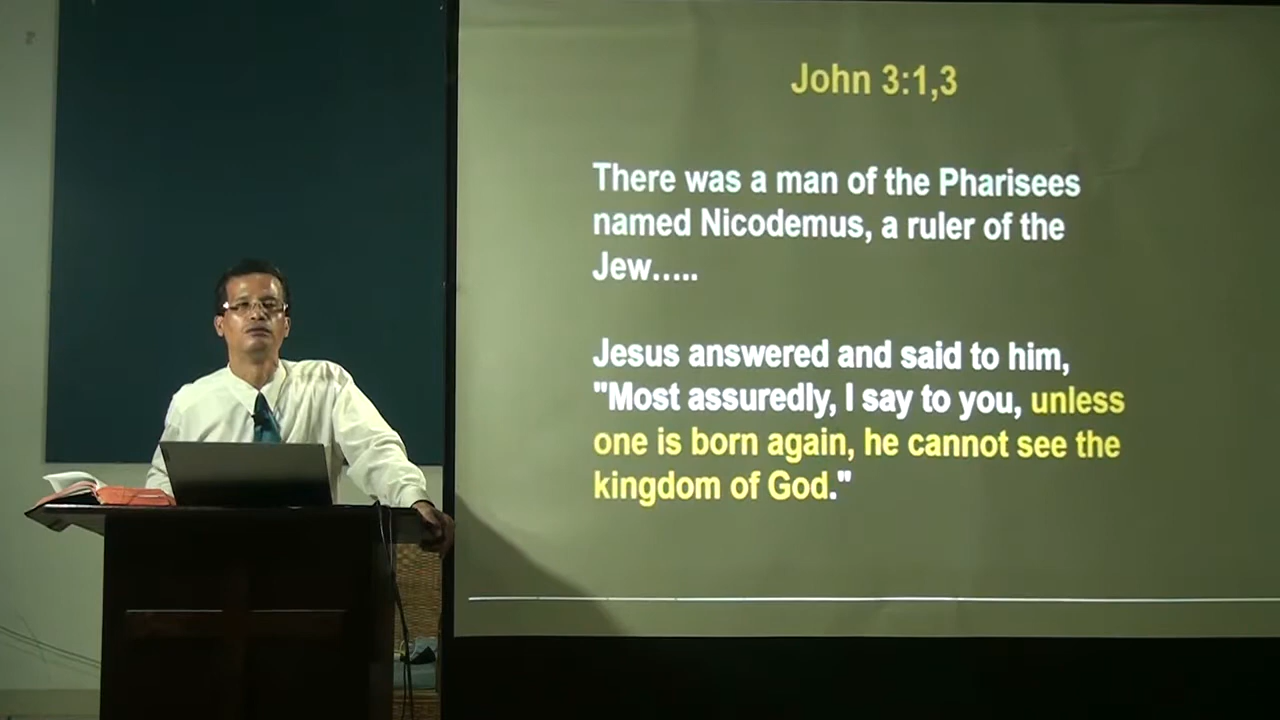 John 3:1,3
There was a man of the Pharisees
named Nicodemus, a ruler of the
Jew.....
Jesus answered and said to him,
"Most assuredly, I say to you, unless
one is born again, he cannot see the
kingdom of God."